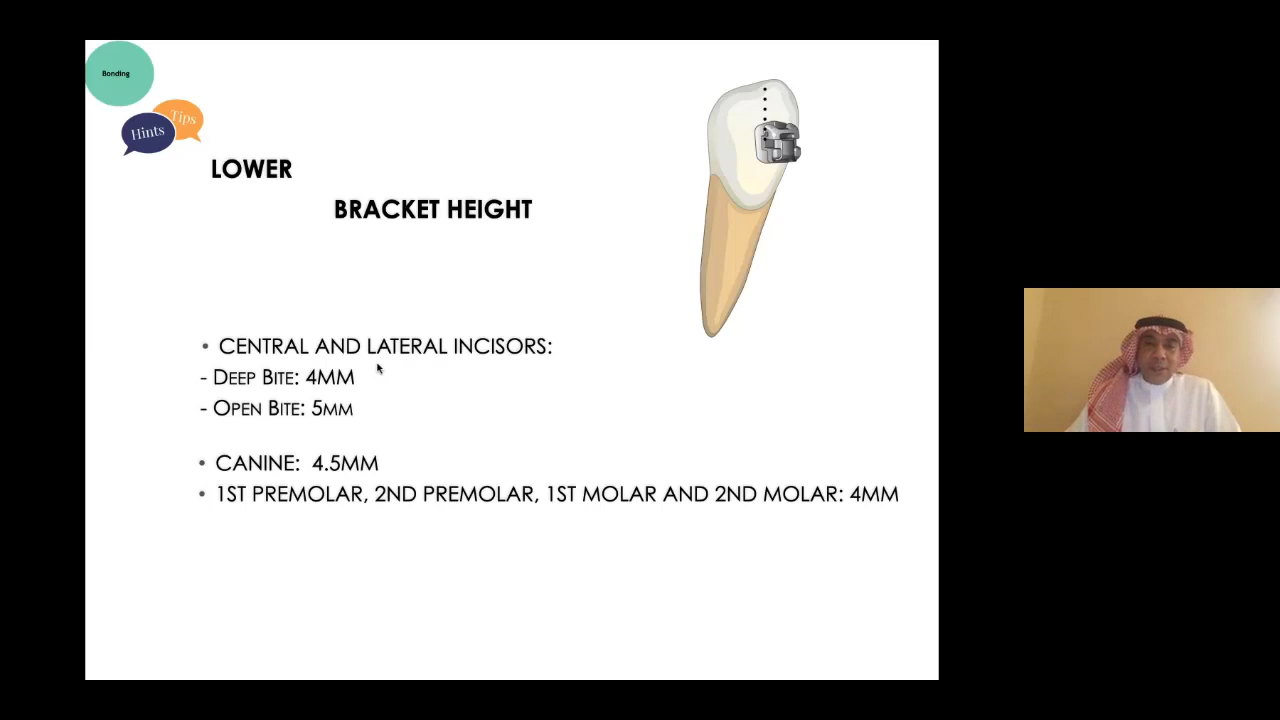 Bonding
Tips
Hints
LOWER
BRACKET HEIGHT
• CENTRAL AND LATERAL INCISORS:
- DEEP BITE: 4MM
- OPEN BITE: 5MM
• CANINE: 4.5MM
• 1ST PREMOLAR, 2ND PREMOLAR, 1ST MOLAR AND 2ND MOLAR: 4MM